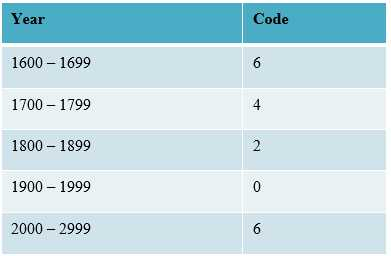 Year Code
1600 – 1699 6
1700 – 1799 4
1800 – 1899 2
1900 – 1999 0
2000 – 2999 6